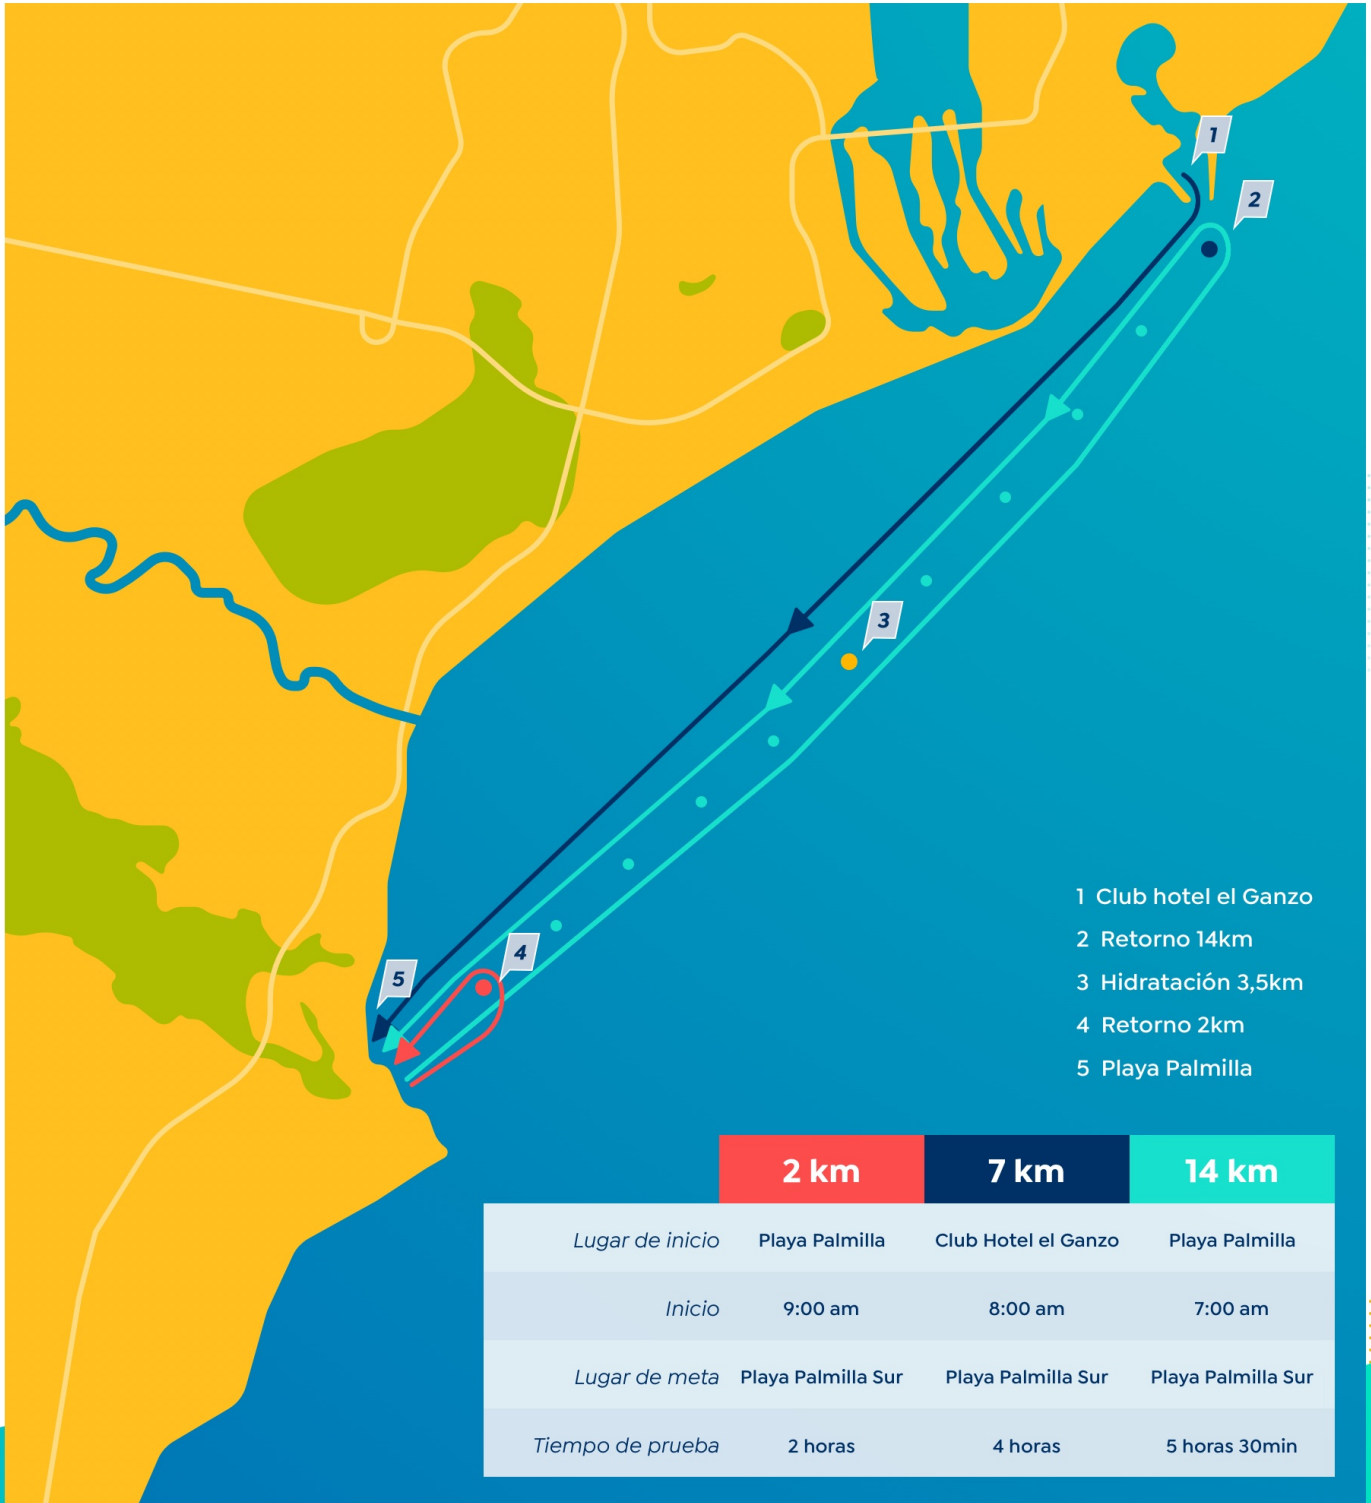 1
2
3
4
5
1 Club hotel el Ganzo
2 Retorno 14km
3 Hidratación 3,5km
4 Retorno 2km
5 Playa Palmilla
2 km 7 km 14 km
Lugar de inicio Playa Palmilla Club Hotel el Ganzo Playa Palmilla
Inicio 9:00 am 8:00 am 7:00 am
Lugar de meta Playa Palmilla Sur Playa Palmilla Sur Playa Palmilla Sur
Tiempo de prueba 2 horas 4 horas 5 horas 30min